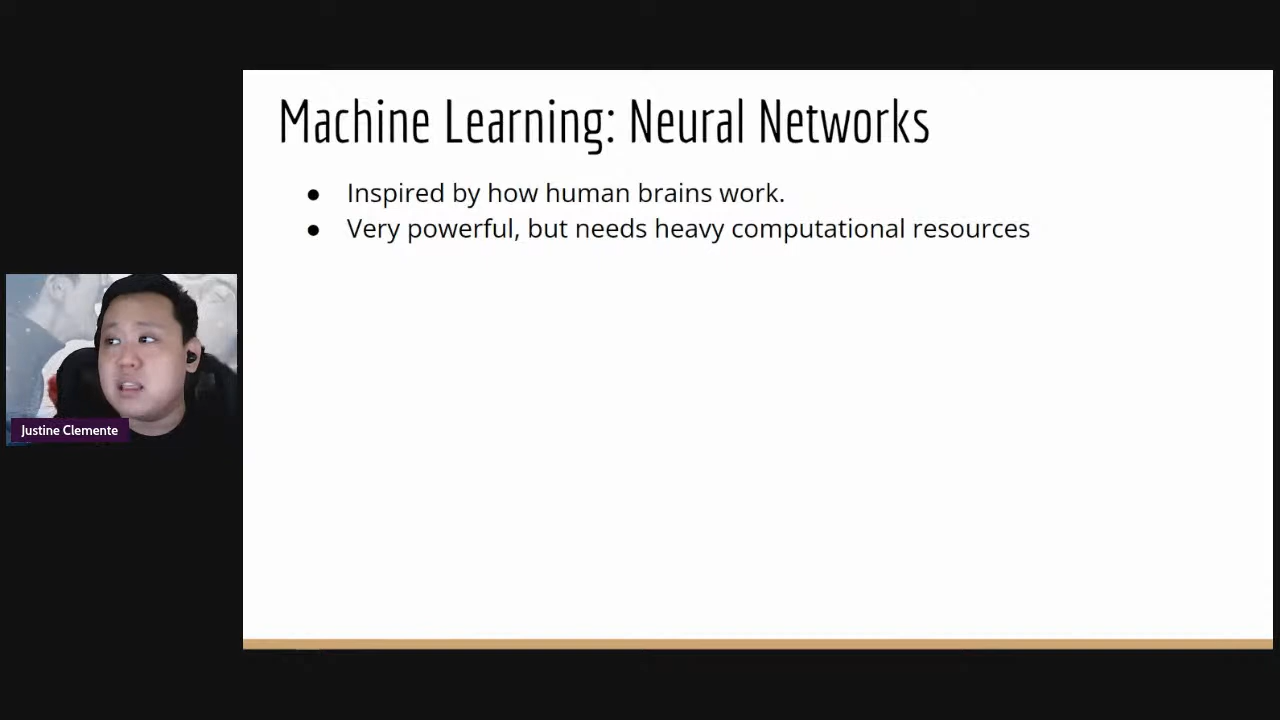 Machine Learning: Neural Networks
● Inspired by how human brains work.
● Very powerful, but needs heavy computational resources
Justine Clemente